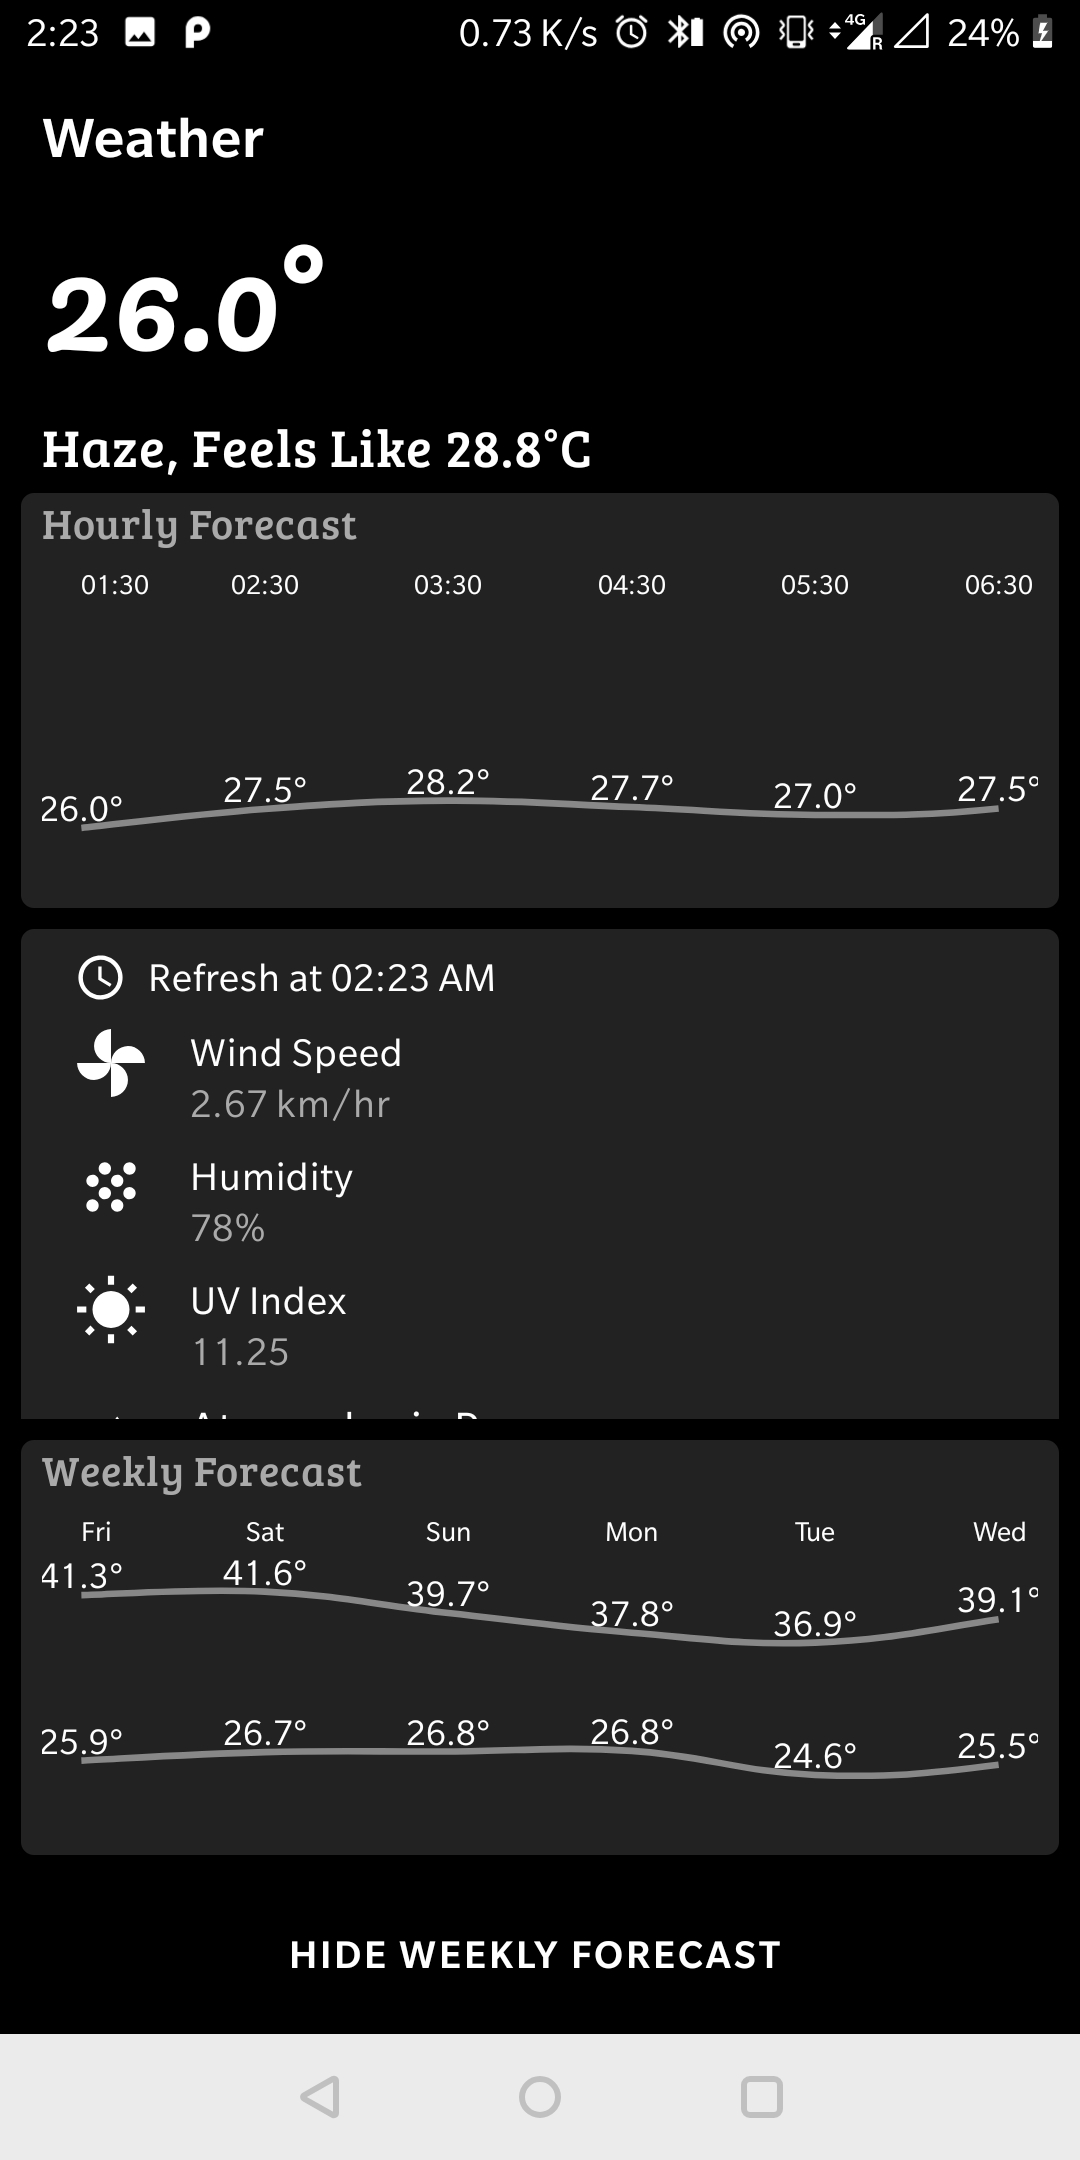 2:23 0.73 K/s 4G R 24%
Weather
26.0°
Haze, Feels Like 28.8°C
Hourly Forecast
01:30 02:30 03:30 04:30 05:30 06:30
26.0° 27.5° 28.2° 27.7° 27.0° 27.5°
Refresh at 02:23 AM
Wind Speed
2.67 km/hr
Humidity
78%
UV Index
11.25
Weekly Forecast
Fri Sat Sun Mon Tue Wed
41.3° 41.6° 39.7° 37.8° 36.9° 39.1°
25.9° 26.7° 26.8° 26.8° 24.6° 25.5°
HIDE WEEKLY FORECAST